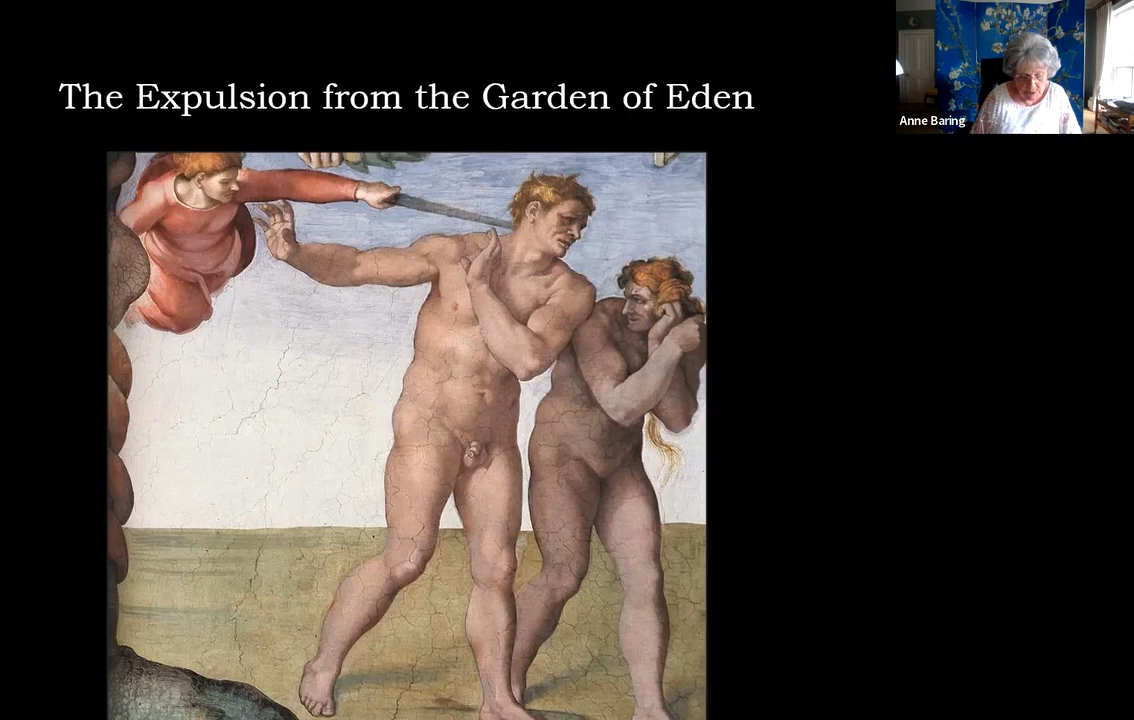 The Expulsion from the Garden of Eden
Anne Baring